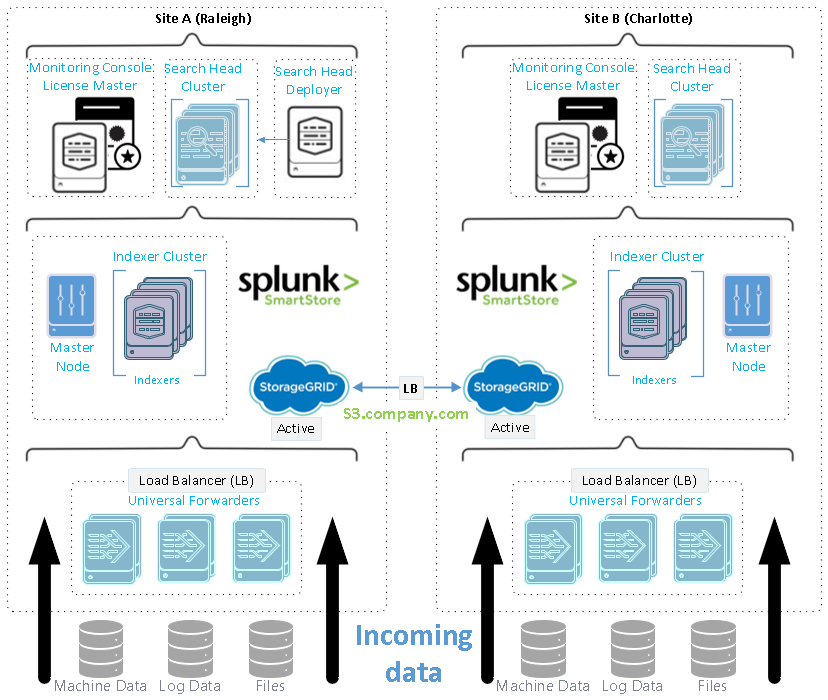 Site A (Raleigh)
Monitoring Console
License Master
Search Head
Cluster
Search Head
Deployer
Indexer Cluster
Master
Node
Indexers
splunk>
SmartStore
StorageGRID®
Active
Load Balancer (LB)
Universal Forwarders
Machine Data
Log Data
Files
LB
S3.company.com
Incoming
data
Site B (Charlotte)
Monitoring Console
License Master
Search Head
Cluster
splunk>
SmartStore
Indexer Cluster
Indexers
Master
Node
StorageGRID®
Active
Load Balancer (LB)
Universal Forwarders
Machine Data
Log Data
Files